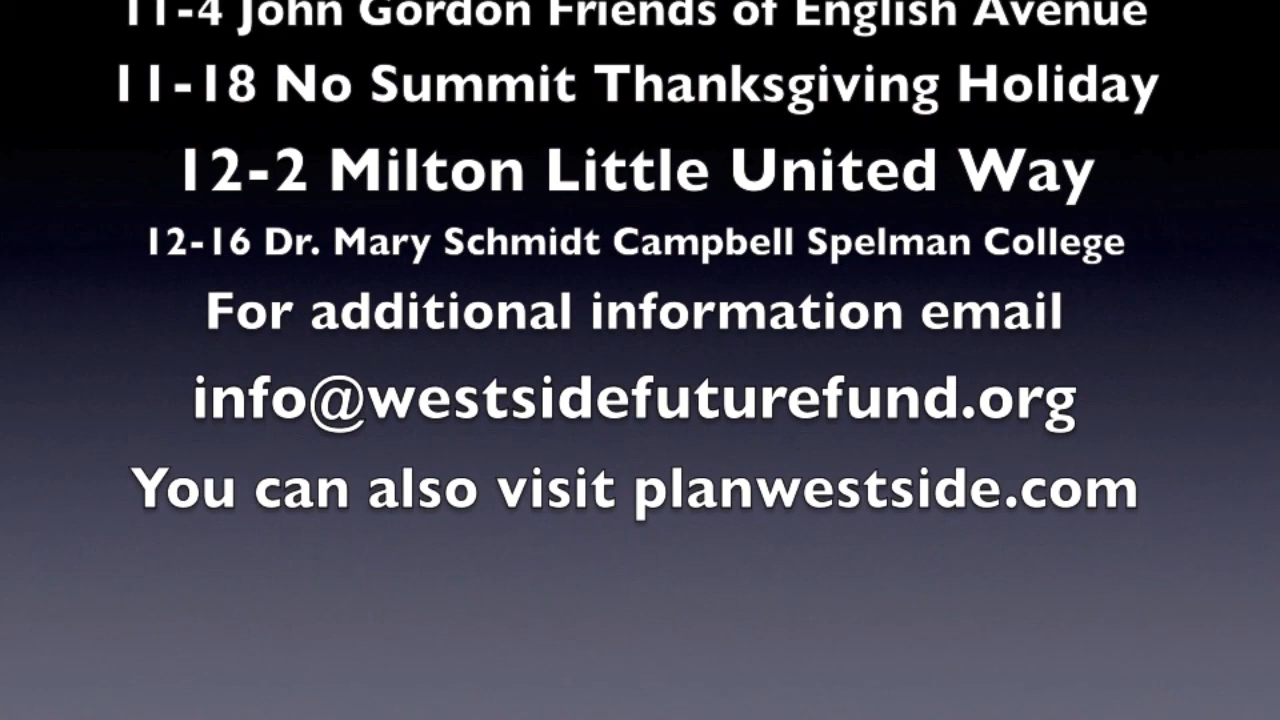 11-4 John Gordon Friends of English Avenue
11-18 No Summit Thanksgiving Holiday
12-2 Milton Little United Way
12-16 Dr. Mary Schmidt Campbell Spelman College
For additional information email
info@westsidefuturefund.org
You can also visit planwestside.com